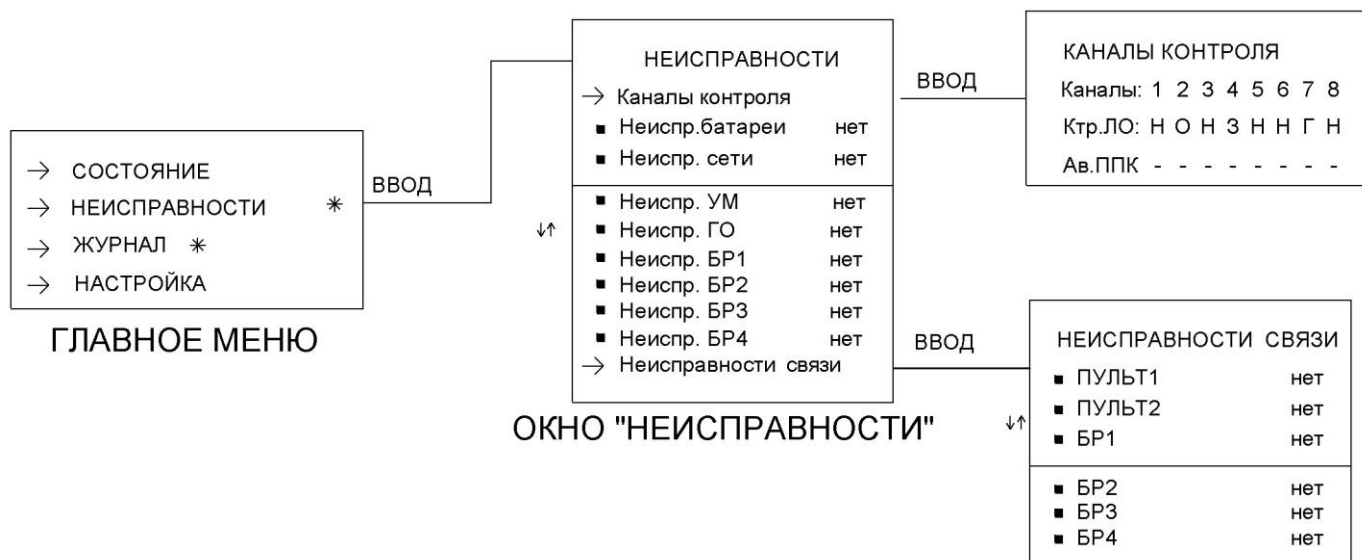 → СОСТОЯНИЕ
→ НЕИСПРАВНОСТИ *
→ ЖУРНАЛ *
→ НАСТРОЙКА
ГЛАВНОЕ МЕНЮ
ВВОД
НЕИСПРАВНОСТИ
→ Каналы контроля
▪ Неиспр.батареи нет
▪ Неиспр. сети нет
▪ Неиспр. УМ нет
▪ Неиспр. ГО нет
▪ Неиспр. БР1 нет
▪ Неиспр. БР2 нет
▪ Неиспр. БР3 нет
▪ Неиспр. БР4 нет
→ Неисправности связи
↓↑
ОКНО "НЕИСПРАВНОСТИ"
ВВОД
КАНАЛЫ КОНТРОЛЯ
Каналы: 1 2 3 4 5 6 7 8
Ктр.ЛО: Н О Н З Н Н Г Н
Ав.ППК - - - - - - - -
ВВОД
НЕИСПРАВНОСТИ СВЯЗИ
▪ ПУЛЬТ1 нет
▪ ПУЛЬТ2 нет
▪ БР1 нет
↓↑
▪ БР2 нет
▪ БР3 нет
▪ БР4 нет